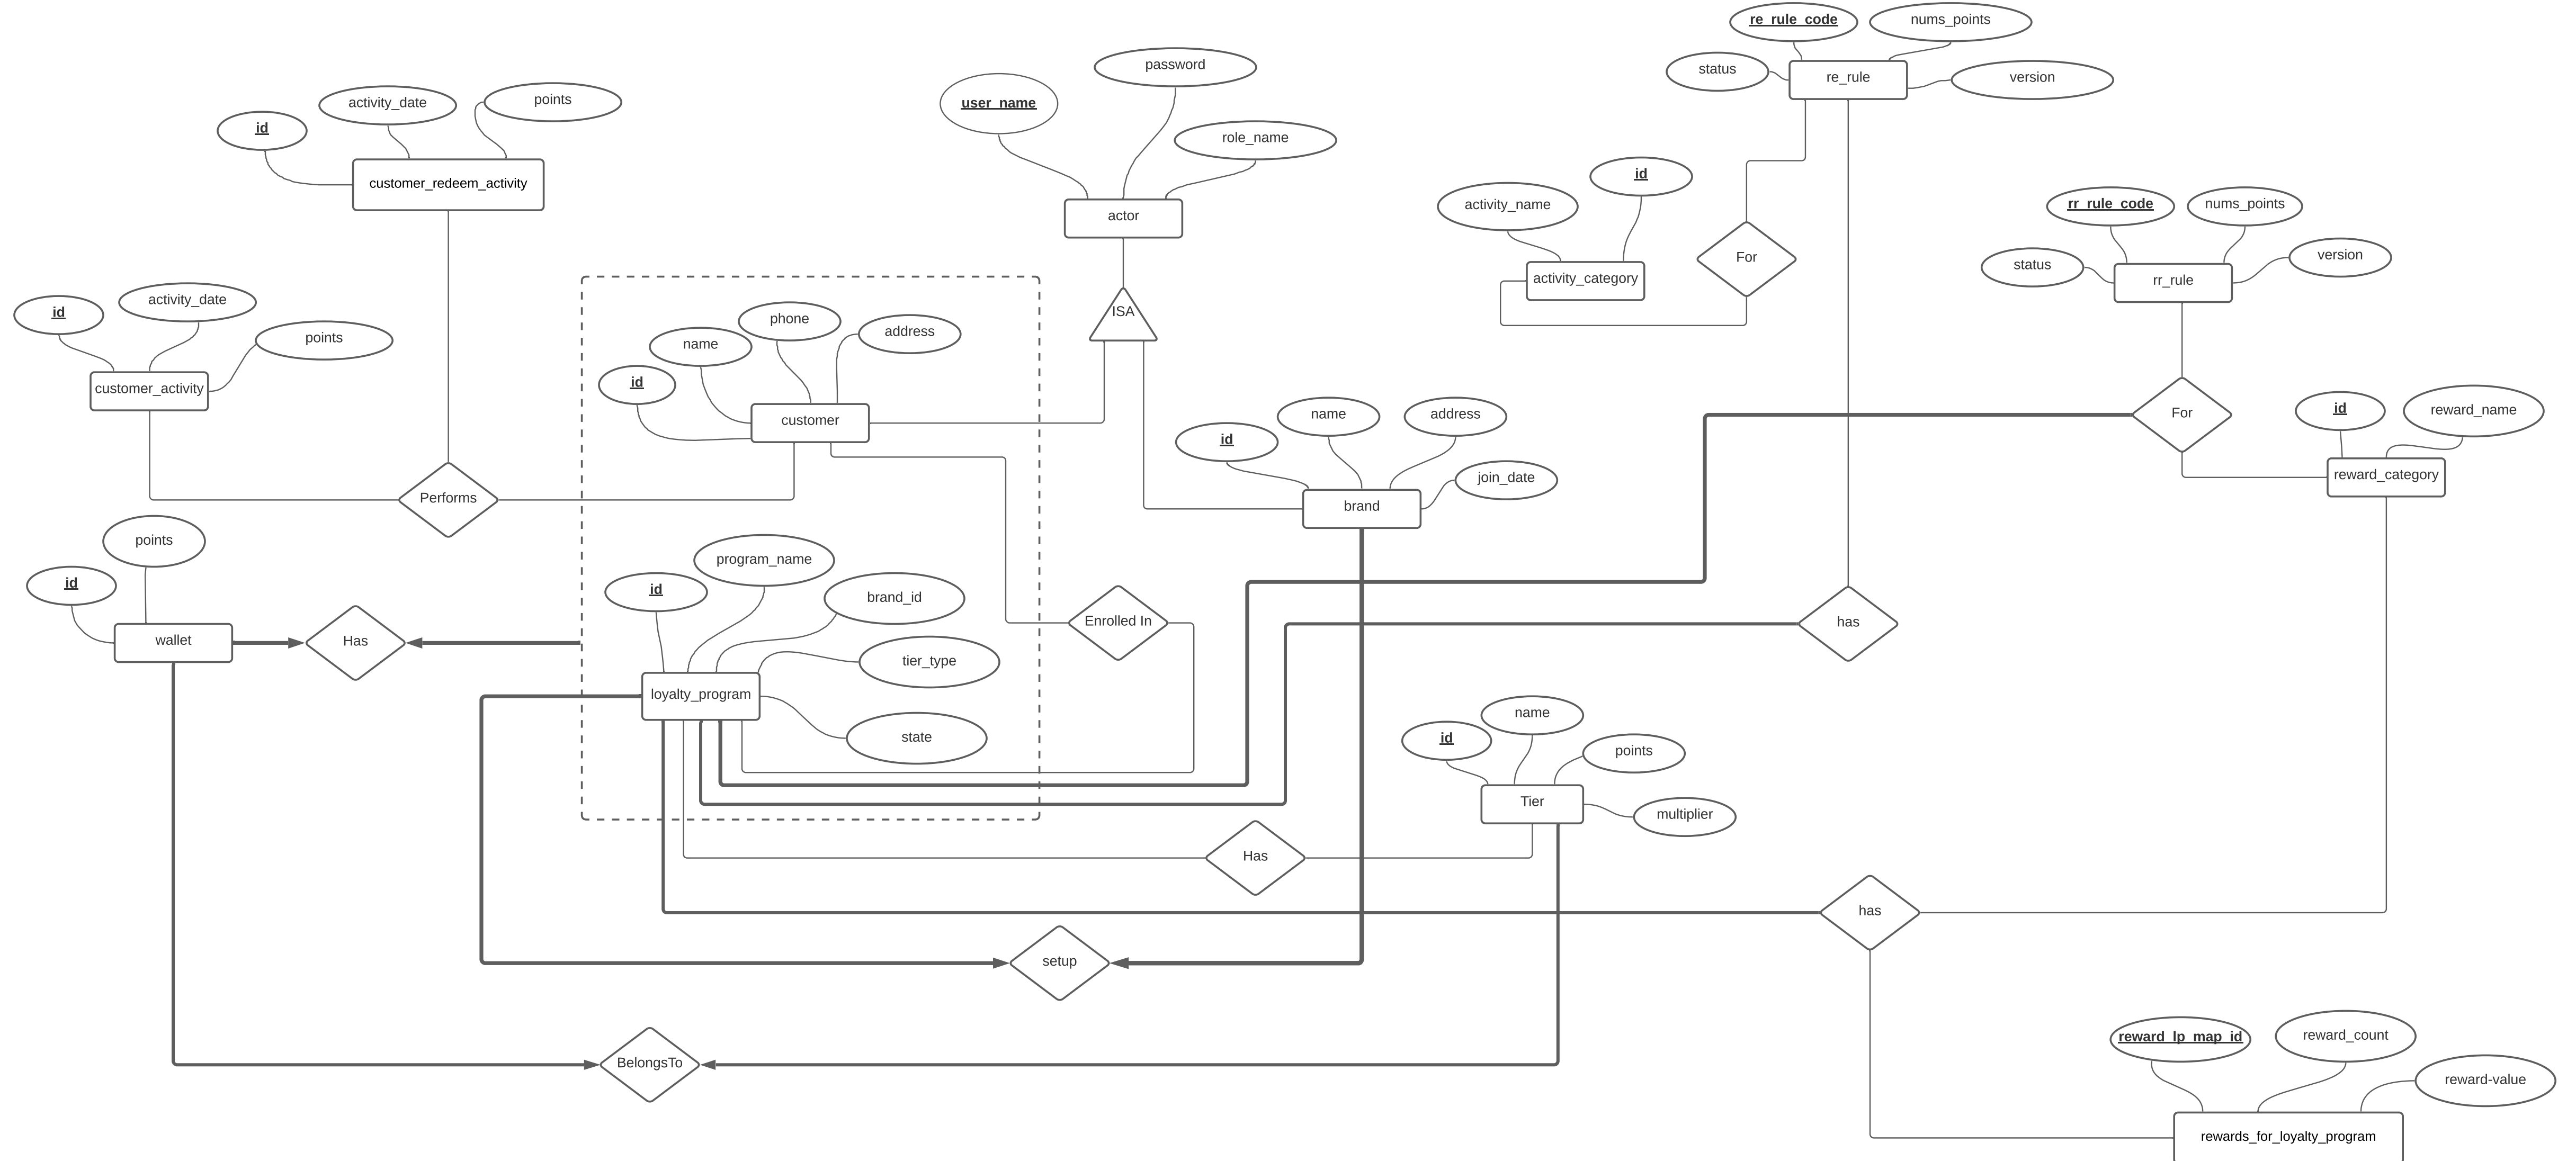 re_rule_code
nums_points
status
re_rule
version
password
user_name
role_name
actor
activity_date
points
id
customer_redeem_activity
id
activity_name
activity_category
For
rr_rule_code
nums_points
status
version
rr_rule
id
activity_date
points
customer_activity
ISA
phone
name
address
id
customer
name
address
id
join_date
brand
For
id
reward_name
reward_category
Performs
points
id
wallet
Has
program_name
id
brand_id
tier_type
loyalty_program
state
Enrolled In
has
name
id
points
Tier
multiplier
Has
has
setup
BelongsTo
reward_lp_map_id
reward_count
reward-value
rewards_for_loyalty_program